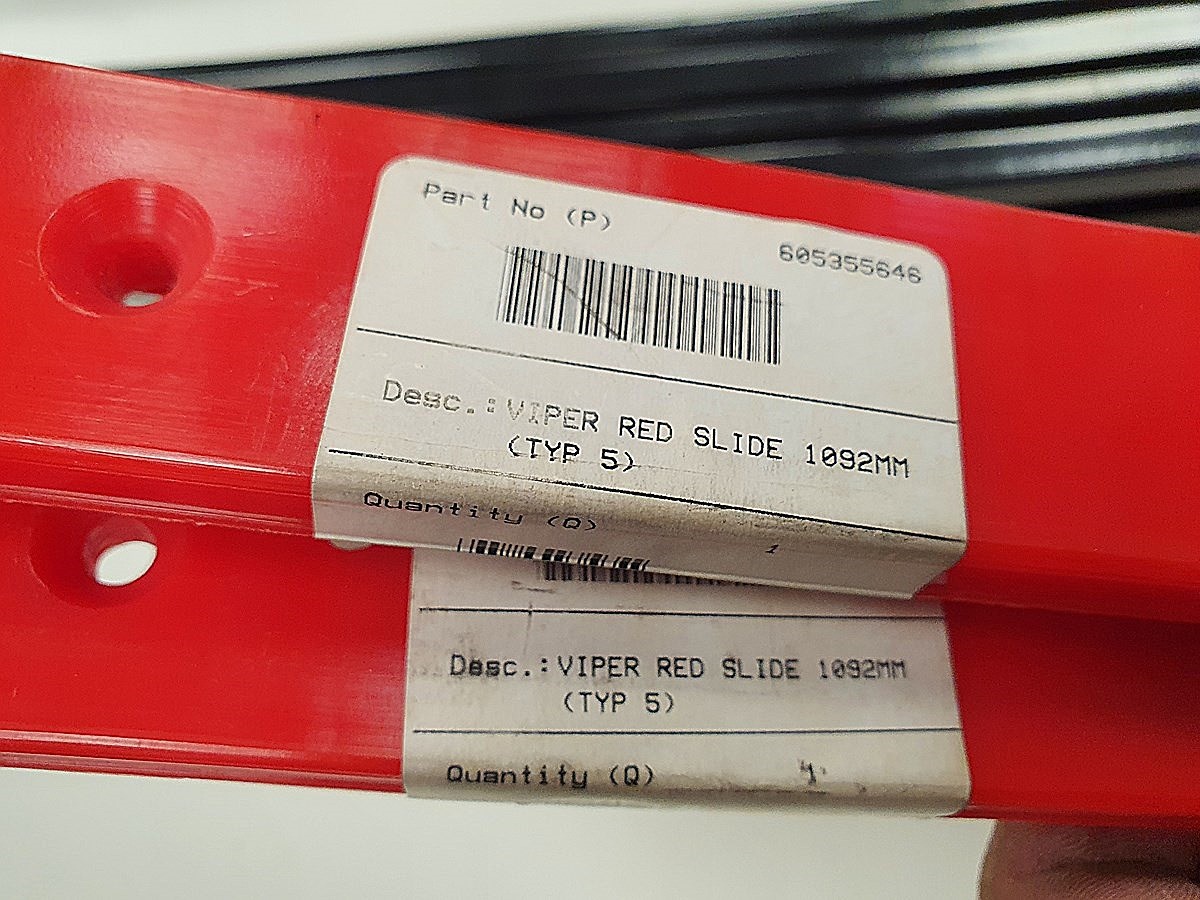 Part No (P)
605355646
Desc.:VIPER RED SLIDE 1092MM
(TYP 5)
Quantity (Q)
1
Desc.:VIPER RED SLIDE 1092MM
(TYP 5)
Quantity (Q)
1